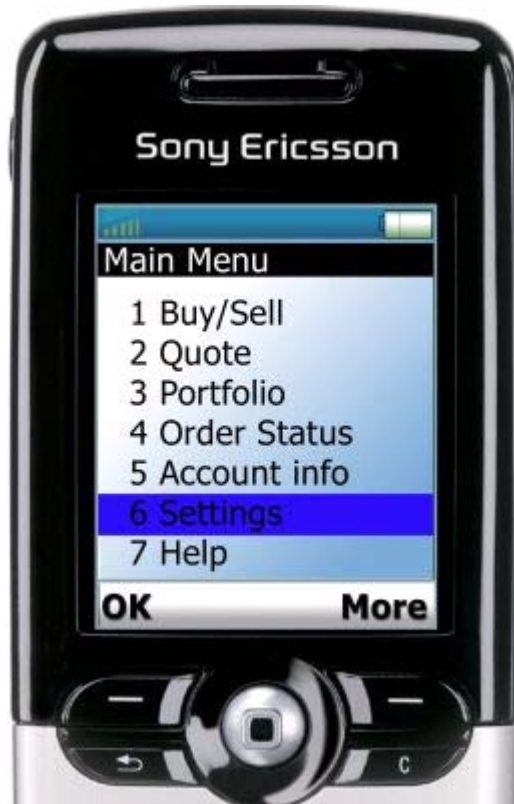 Sony Ericsson
Main Menu
1 Buy/Sell
2 Quote
3 Portfolio
4 Order Status
5 Account info
6 Settings
7 Help
OK More
C